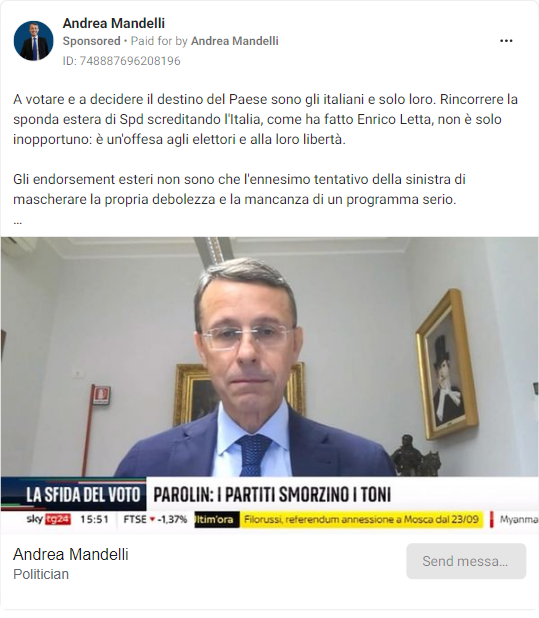 Andrea Mandelli
Sponsored • Paid for by Andrea Mandelli
ID: 748887696208196
A votare e a decidere il destino del Paese sono gli italiani e solo loro. Rincorrere la
sponda estera di Spd screditando l'Italia, come ha fatto Enrico Letta, non è solo
inopportuno: è un'offesa agli elettori e alla loro libertà.
Gli endorsement esteri non sono che l'ennesimo tentativo della sinistra di
mascherare la propria debolezza e la mancanza di un programma serio.
...
LA SFIDA DEL VOTO PAROLIN: I PARTITI SMORZINO I TONI
sky tg24 15:51 FTSE ▾ -1,37% ltim'ora Filorussi, referendum annessione a Mosca dal 23/09 Myanma
Andrea Mandelli
Politician
Send messa...